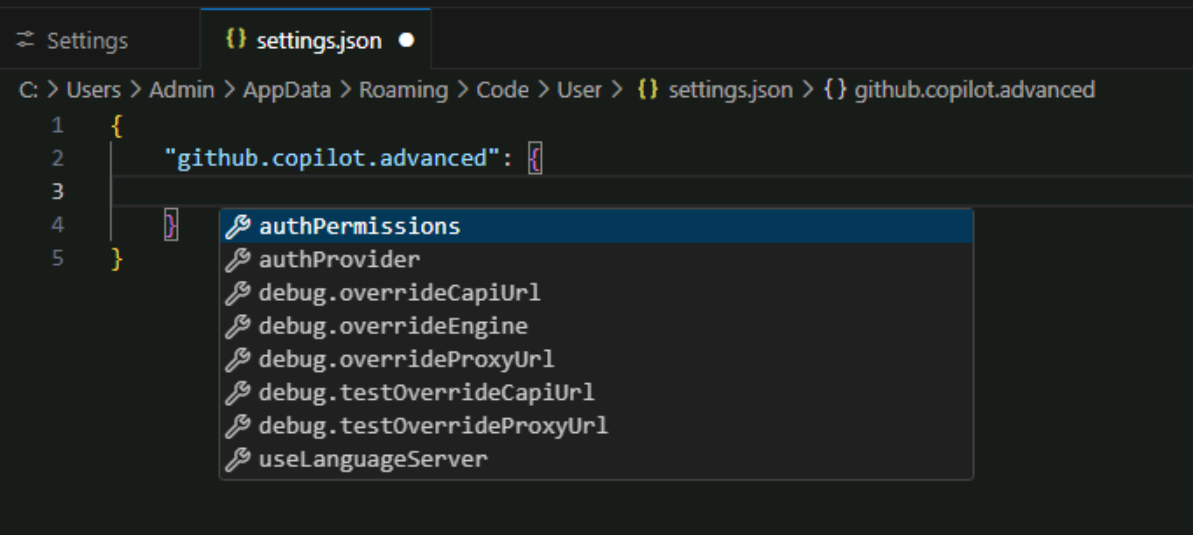 Settings
{} settings.json
C: > Users > Admin > AppData > Roaming > Code > User > {} settings.json > {} github.copilot.advanced
1 {
2 "github.copilot.advanced": {
3
4 }
5 }
authPermissions
authProvider
debug.overrideCapiUrl
debug.overrideEngine
debug.overrideProxyUrl
debug.testOverrideCapiUrl
debug.testOverrideProxyUrl
useLanguageServer